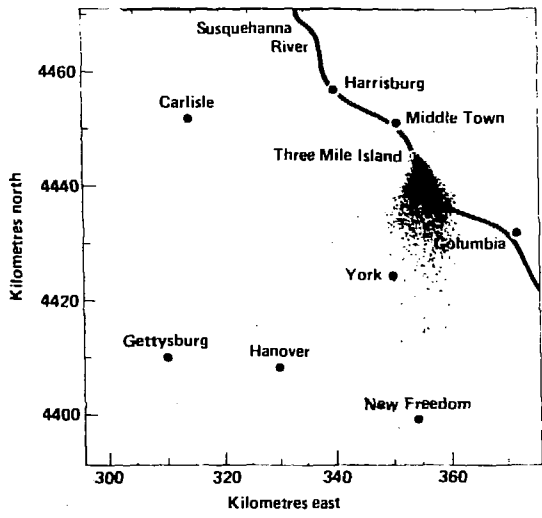 Susquehanna
River
4460
Harrisburg
Carlisle
Middle Town
Three Mile Island
4440
Kilometres north
Columbia
York
4420
Gettysburg
Hanover
New Freedom
4400
300
320
340
360
Kilometres east